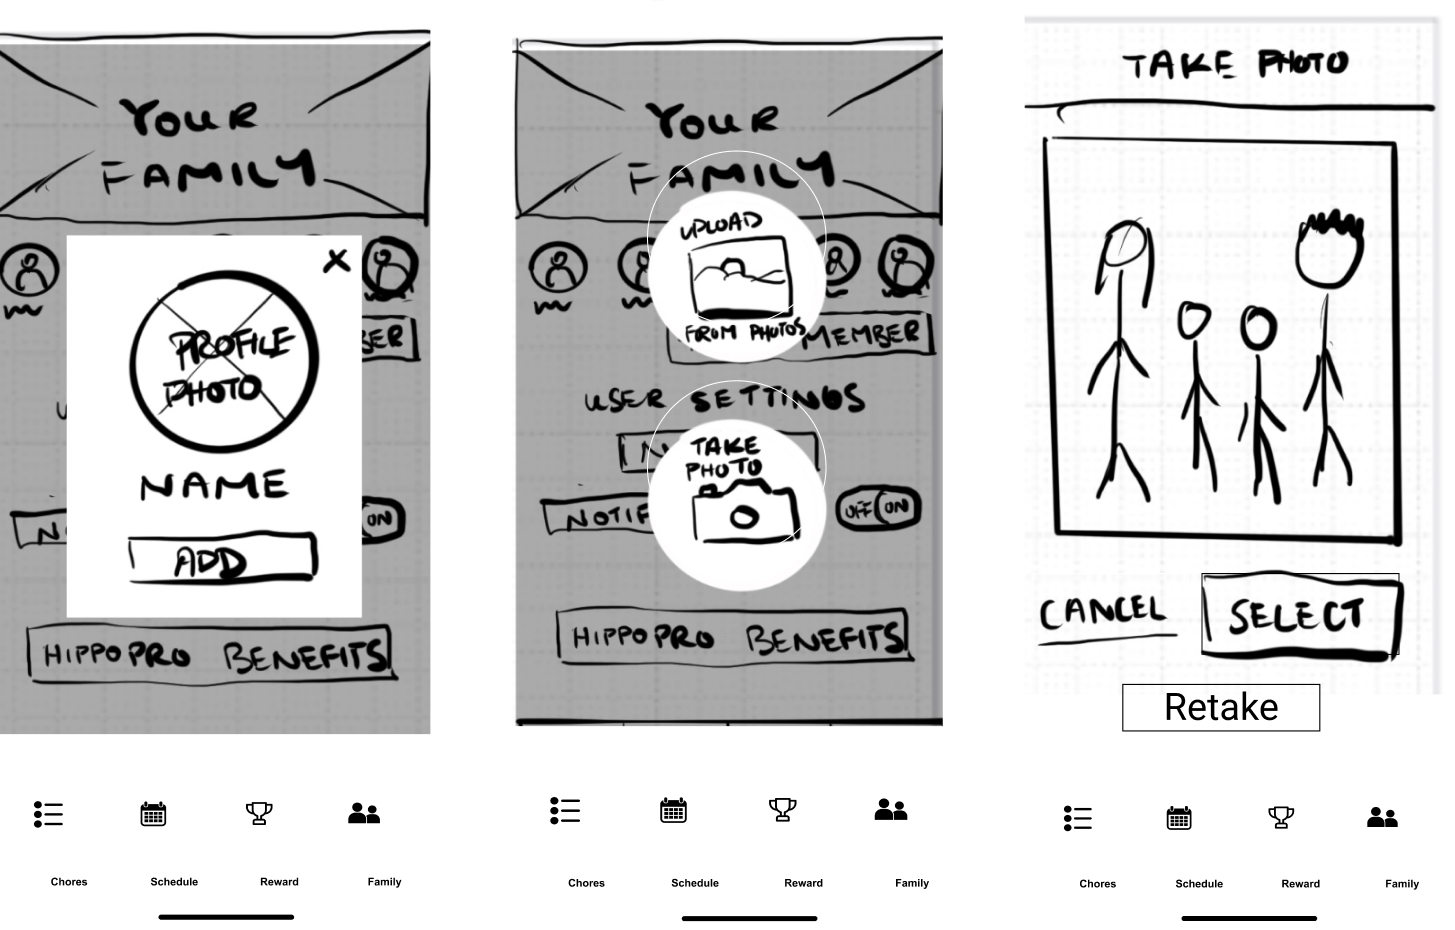 YOUR
FAMILY
X
PROFILE
PHOTO
BER
NAME
ON
ADD
HIPPO PRO BENEFITS
Chores
Schedule
Reward
Family
YOUR
FAMILY
UPLOAD
FROM PHOTOS
MEMBER
USER SETTINGS
TAKE
PHOTO
NOTIF
OFF ON
HIPPO PRO BENEFITS
Chores
Schedule
Reward
Family
TAKE PHOTO
CANCEL
SELECT
Retake
Chores
Schedule
Reward
Family